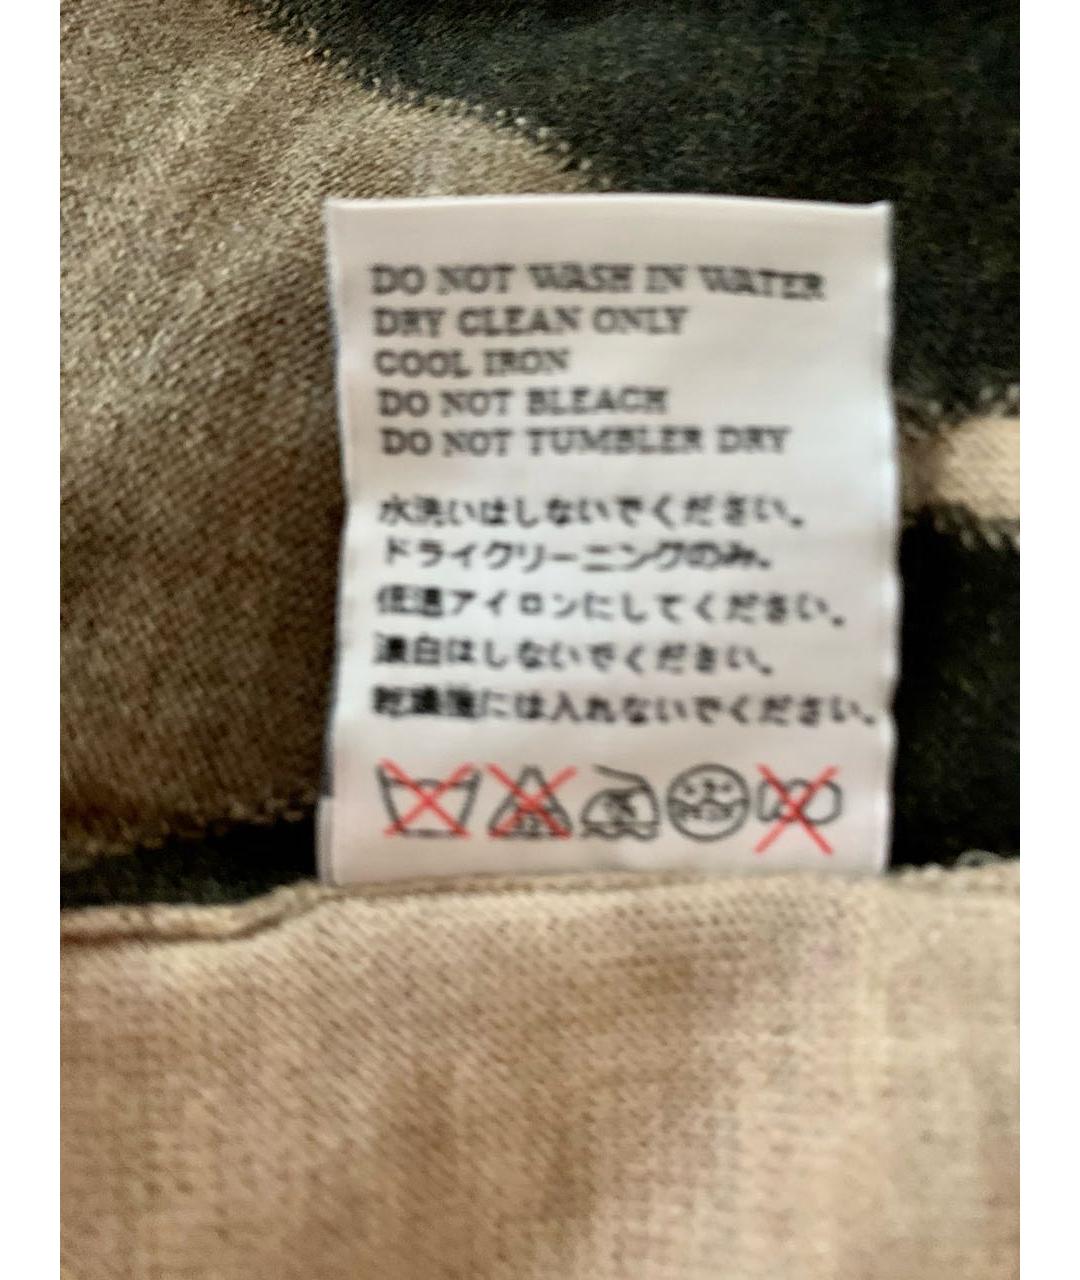 DO NOT WASH IN WATER
DRY CLEAN ONLY
COOL IRON
DO NOT BLEACH
DO NOT TUMBLER DRY
水洗いはしないでください。
ドライクリーニングのみ。
低温アイロンにしてください。
漂白はしないでください。
乾燥機には入れないでください。